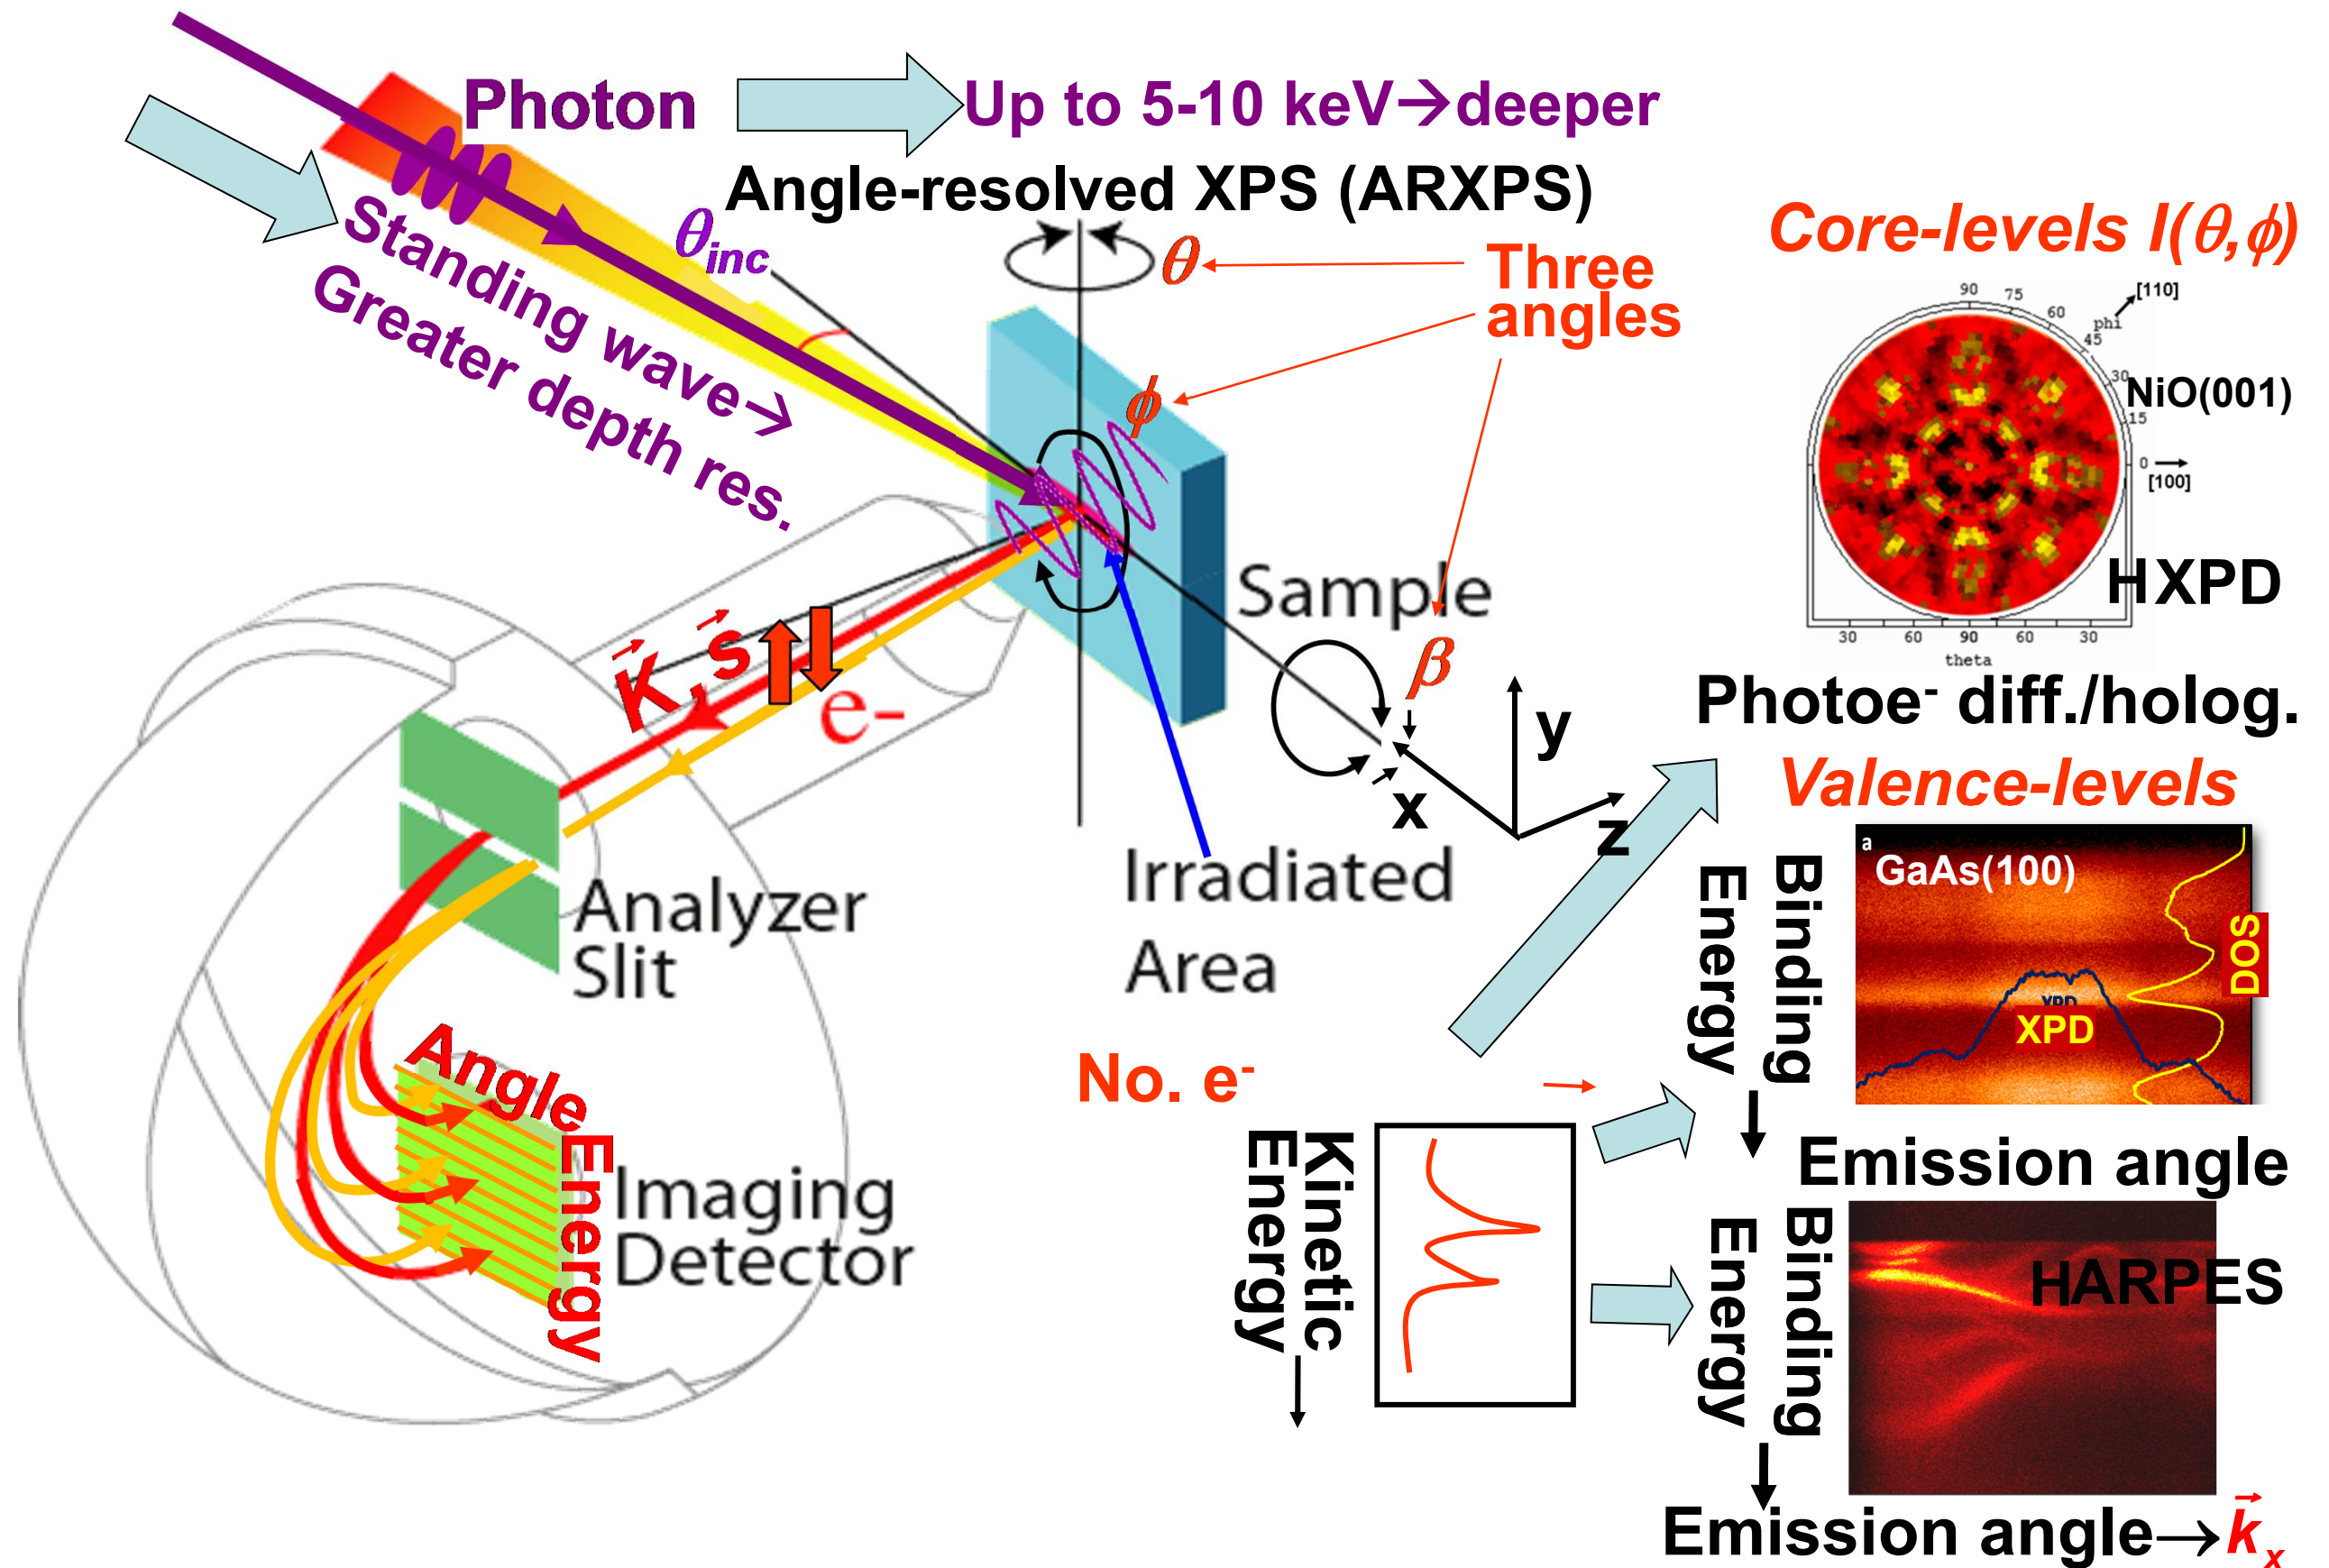 Photon
Up to 5-10 keV→deeper
Angle-resolved XPS (ARXPS)
Standing wave→
Greater depth res.
θinc
θ
Three
angles
ϕ
Sample
β
x
y
z
K,s
e-
Analyzer
Slit
Irradiated
Area
Angle
Energy
Imaging
Detector
No. e-
Kinetic
Energy
Core-levels I(θ,ϕ)
90
75
60
phi
45
30
15
0
[110]
[100]
NiO(001)
HXPD
30
60
90
60
30
theta
Photoe- diff./holog.
Valence-levels
Binding
Energy
a
GaAs(100)
DOS
XPD
XPD
Emission angle
Binding
Energy
HARPES
Emission angle→kx